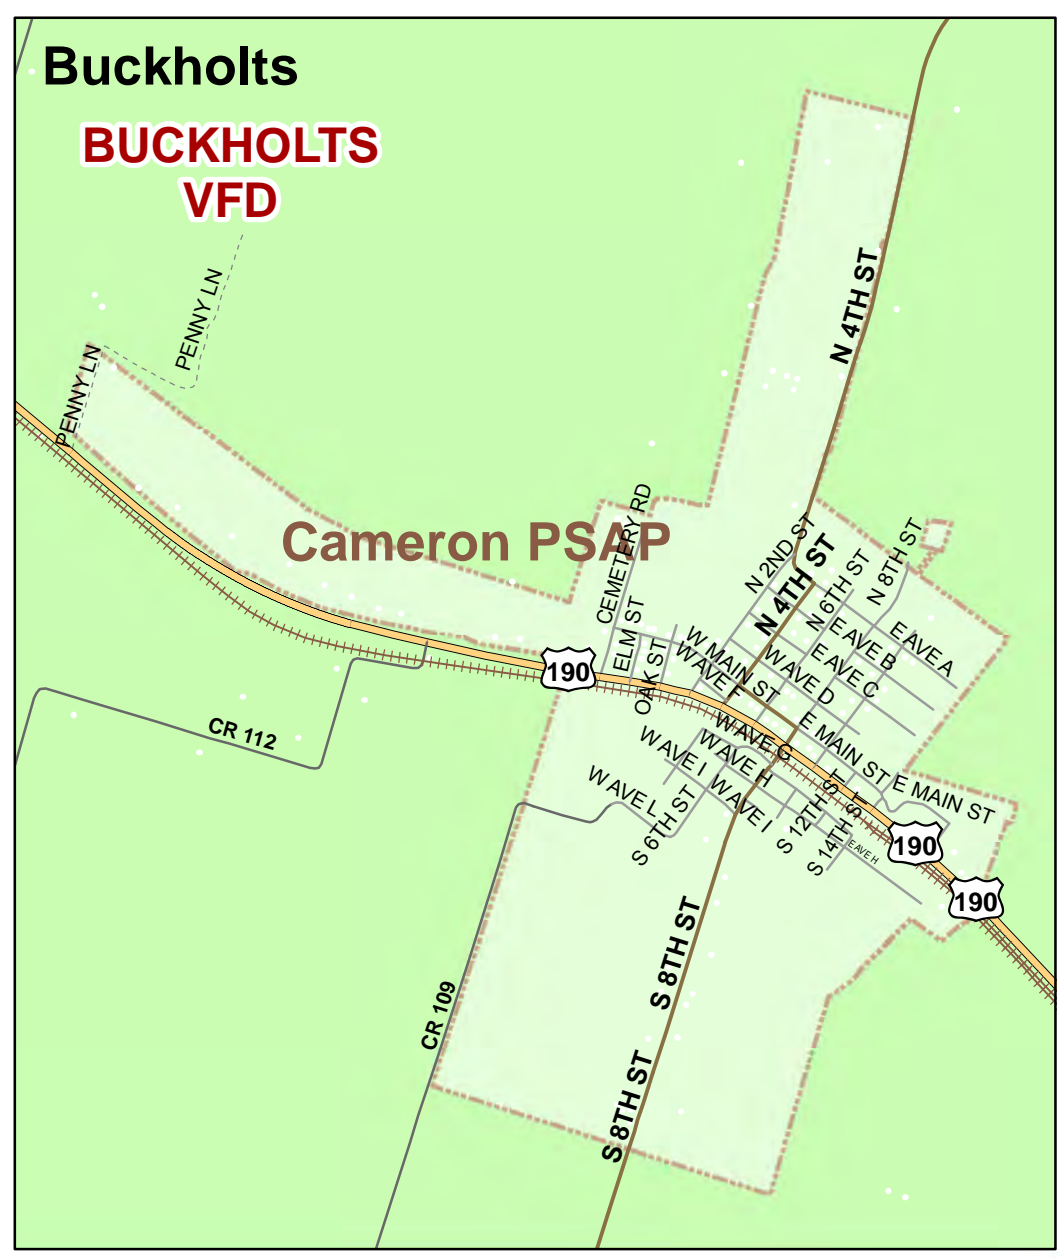 Buckholts
BUCKHOLTS
VFD
PENNY LN
PENNY LN
N 4TH ST
Cameron PSAP
CEMETERY RD
N 2ND ST
N 4TH ST
N 6TH ST
N 8TH ST
ELM ST
OAK ST
W MAIN ST
W AVE F
W AVE D
E AVE A
E AVE B
E AVE C
190
CR 112
W AVE G
E MAIN ST
E MAIN ST
W AVE I
W AVE H
W AVE I
W AVE L
S 6TH ST
S 12TH ST
S 14TH ST
E AVE H
190
190
S 8TH ST
CR 109
S 8TH ST